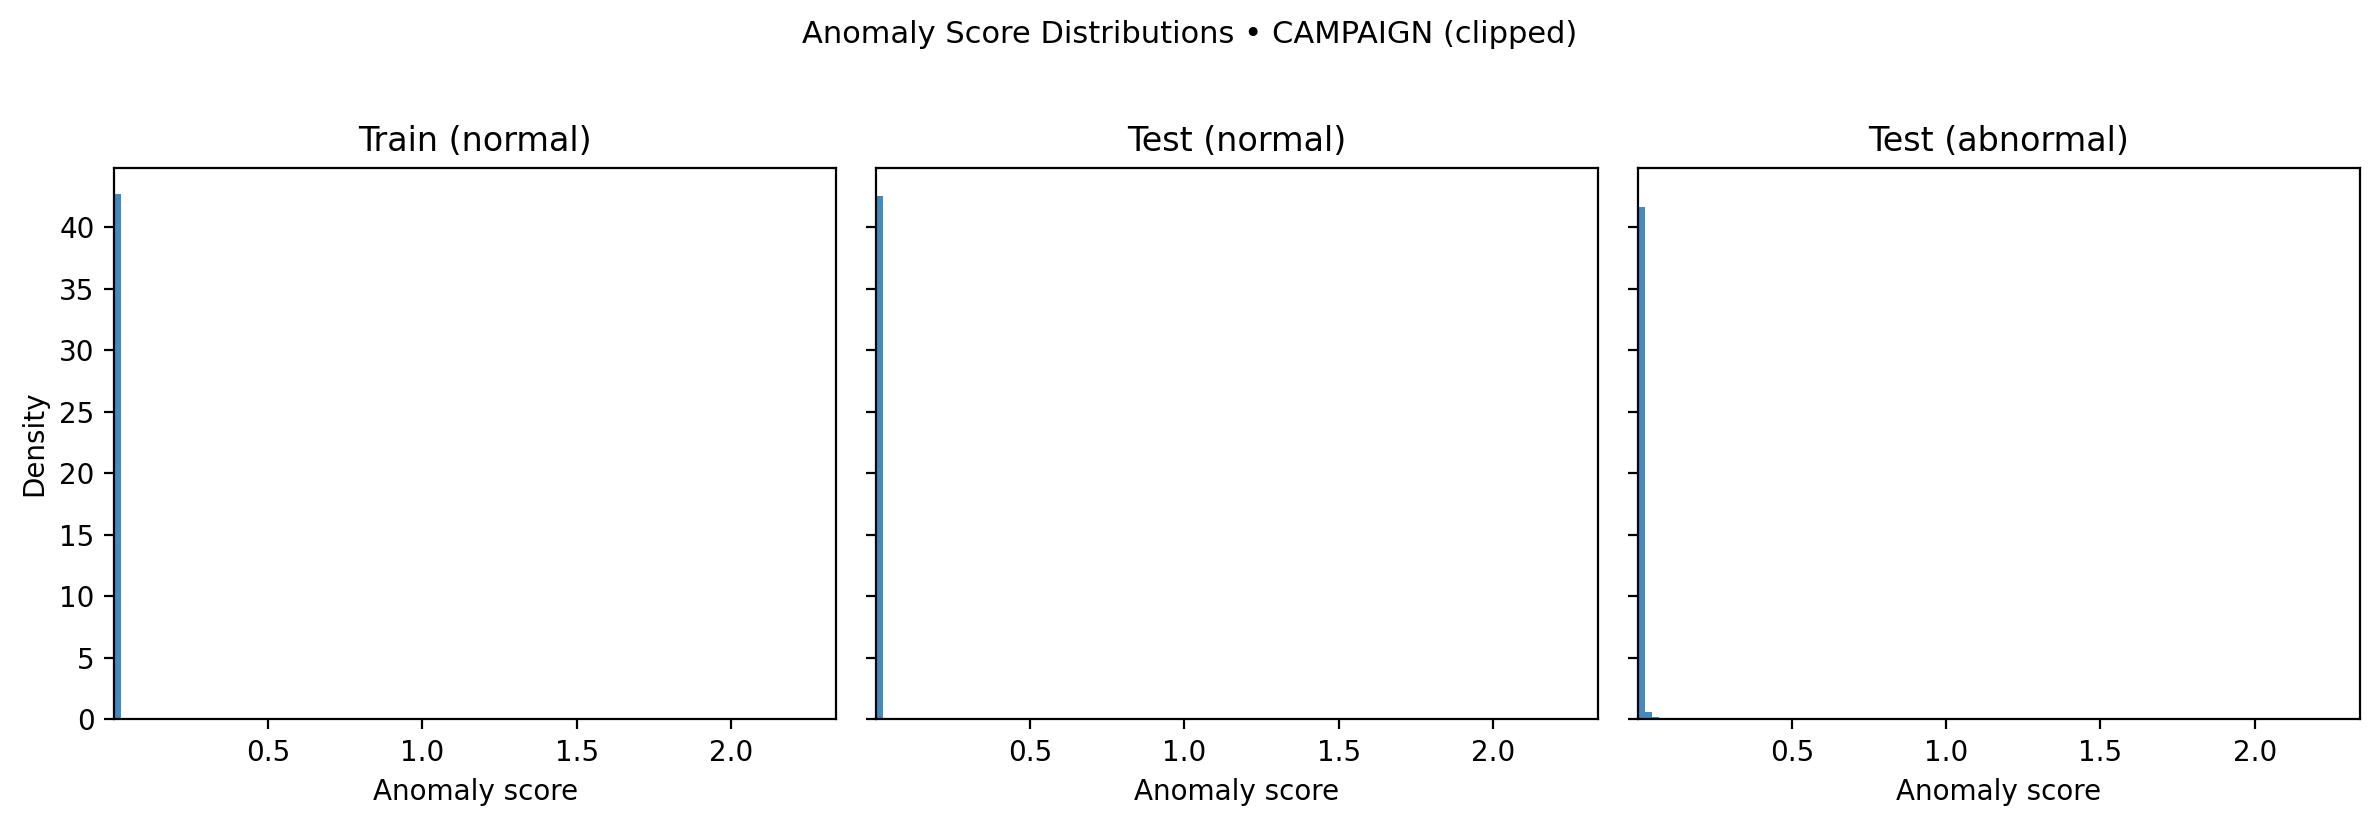 Anomaly Score Distributions • CAMPAIGN (clipped)
Train (normal)
Test (normal)
Test (abnormal)
Density
40
35
30
25
20
15
10
5
0
0.5 1.0 1.5 2.0
0.5 1.0 1.5 2.0
0.5 1.0 1.5 2.0
Anomaly score
Anomaly score
Anomaly score